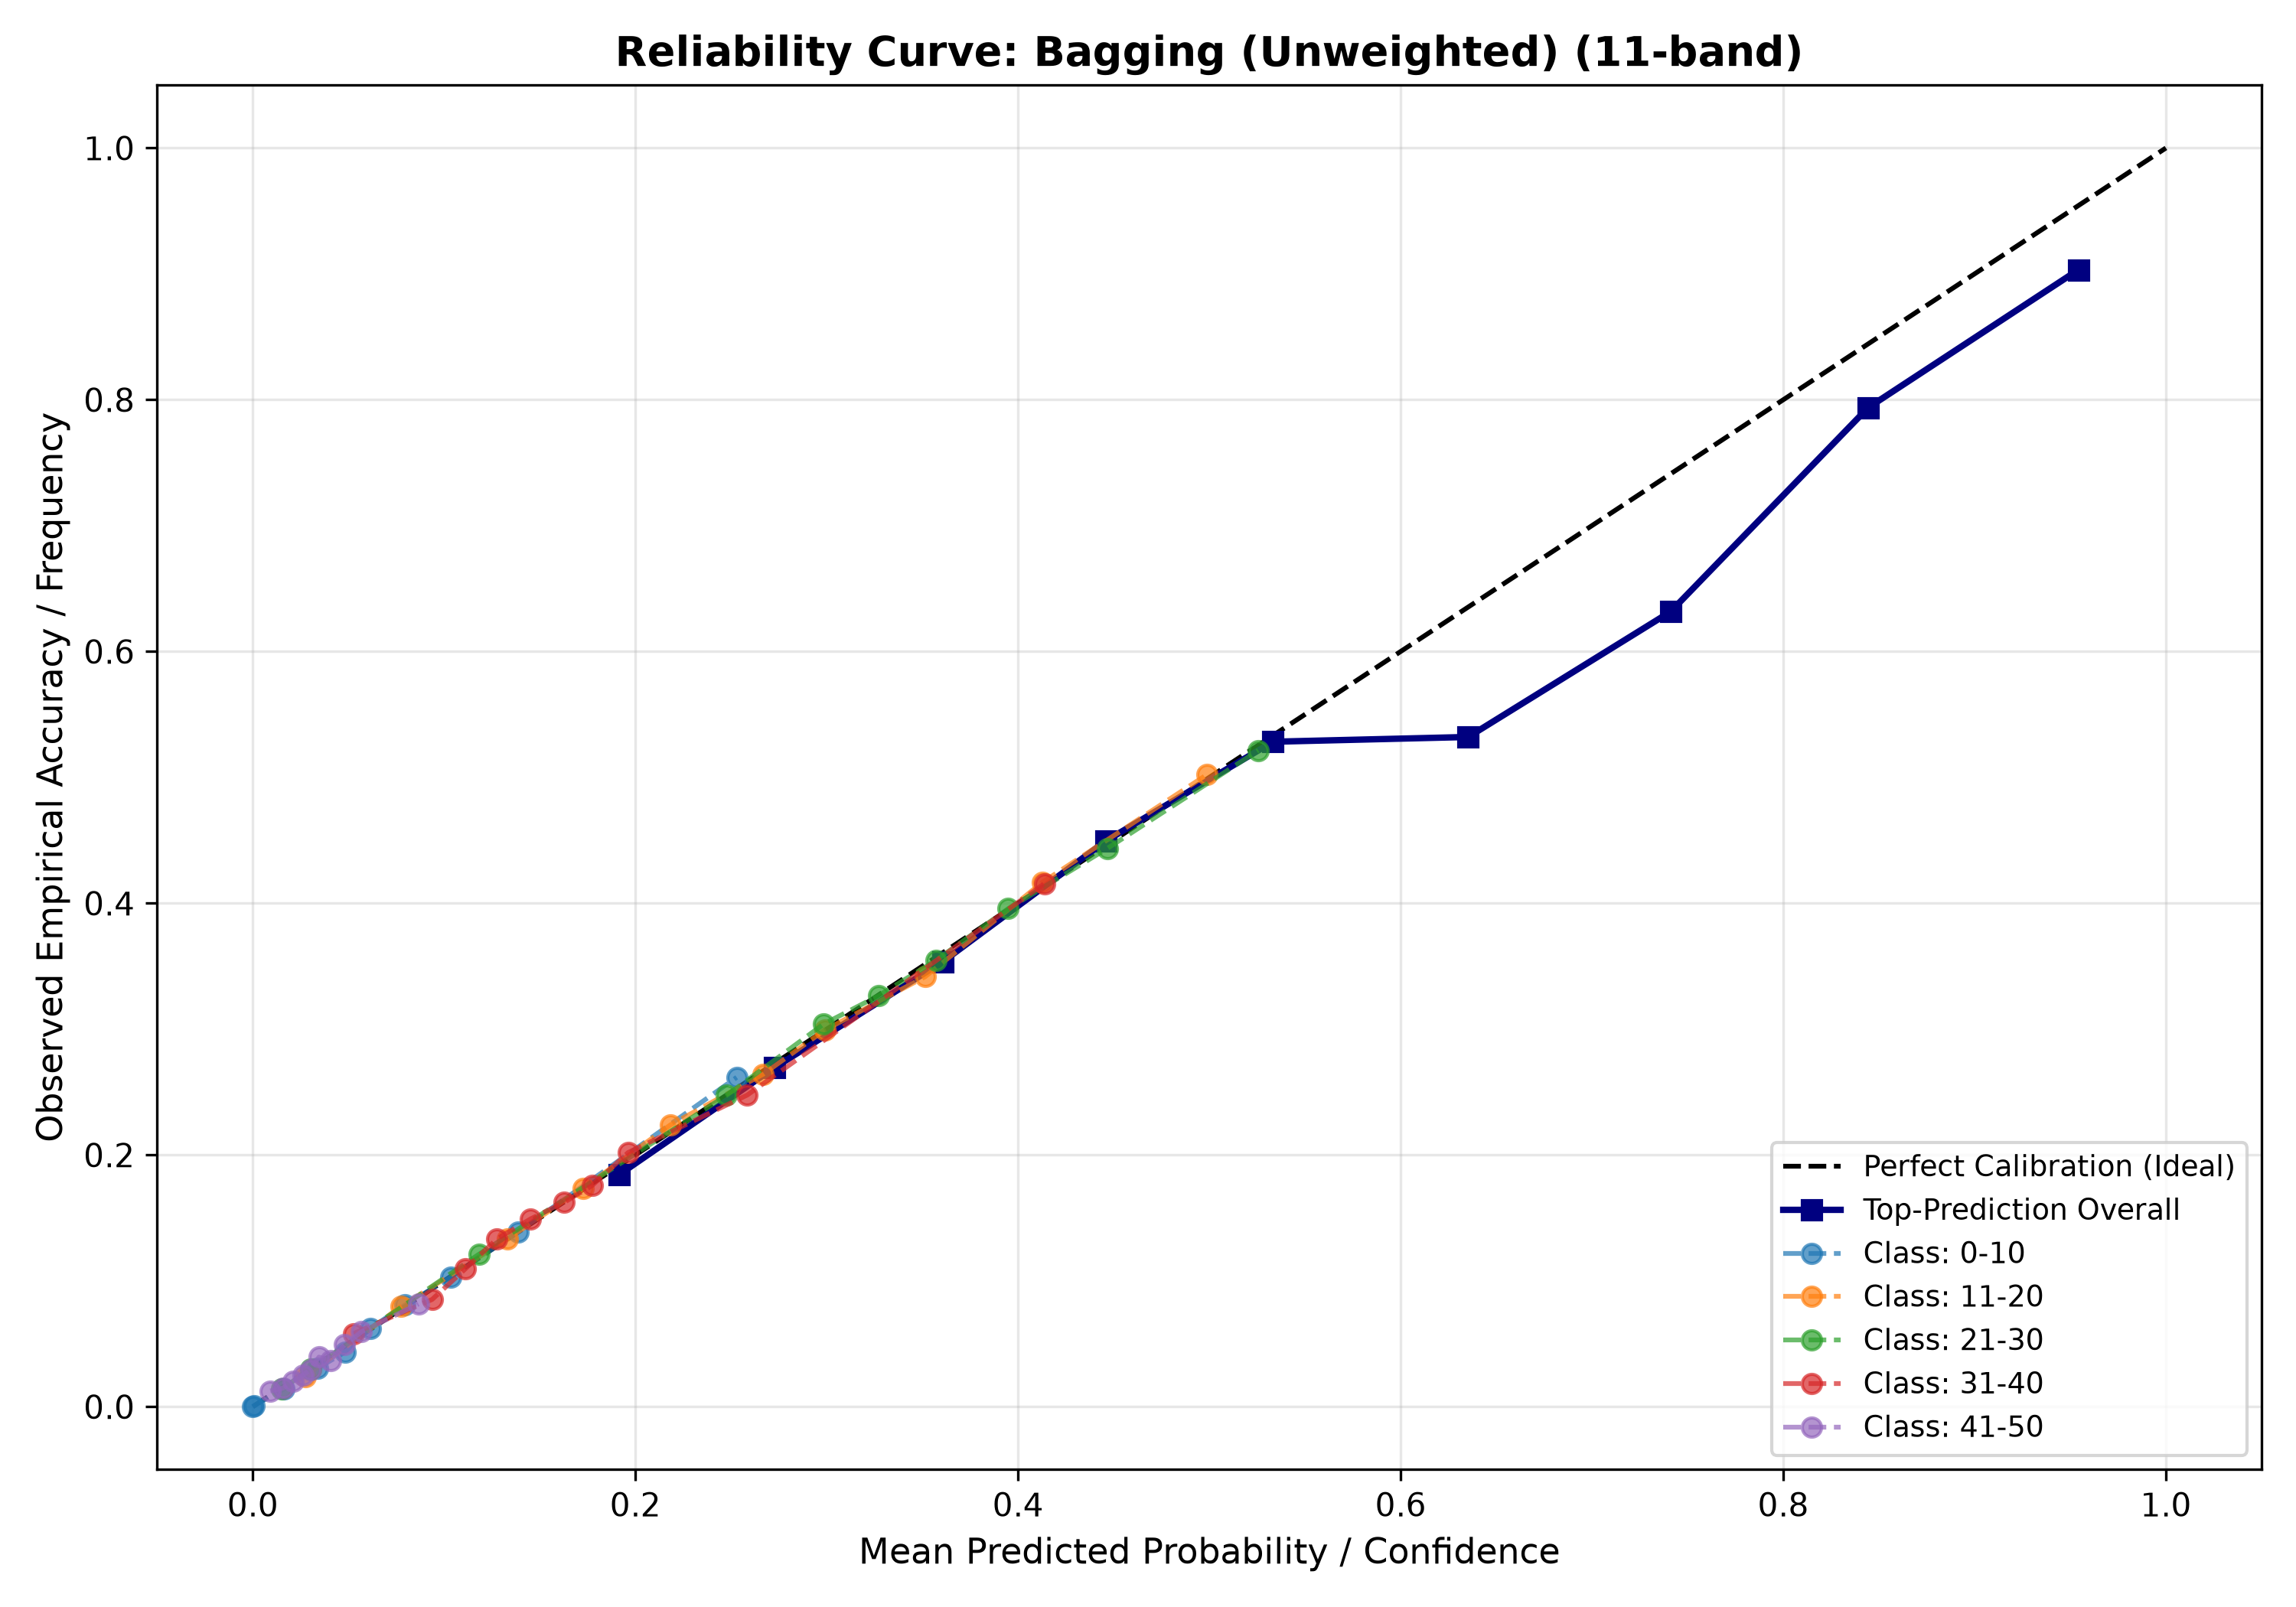 Reliability Curve: Bagging (Unweighted) (11-band)
Observed Empirical Accuracy / Frequency
1.0
0.8
0.6
0.4
0.2
0.0
0.0 0.2 0.4 0.6 0.8 1.0
Mean Predicted Probability / Confidence
Perfect Calibration (Ideal)
Top-Prediction Overall
Class: 0-10
Class: 11-20
Class: 21-30
Class: 31-40
Class: 41-50